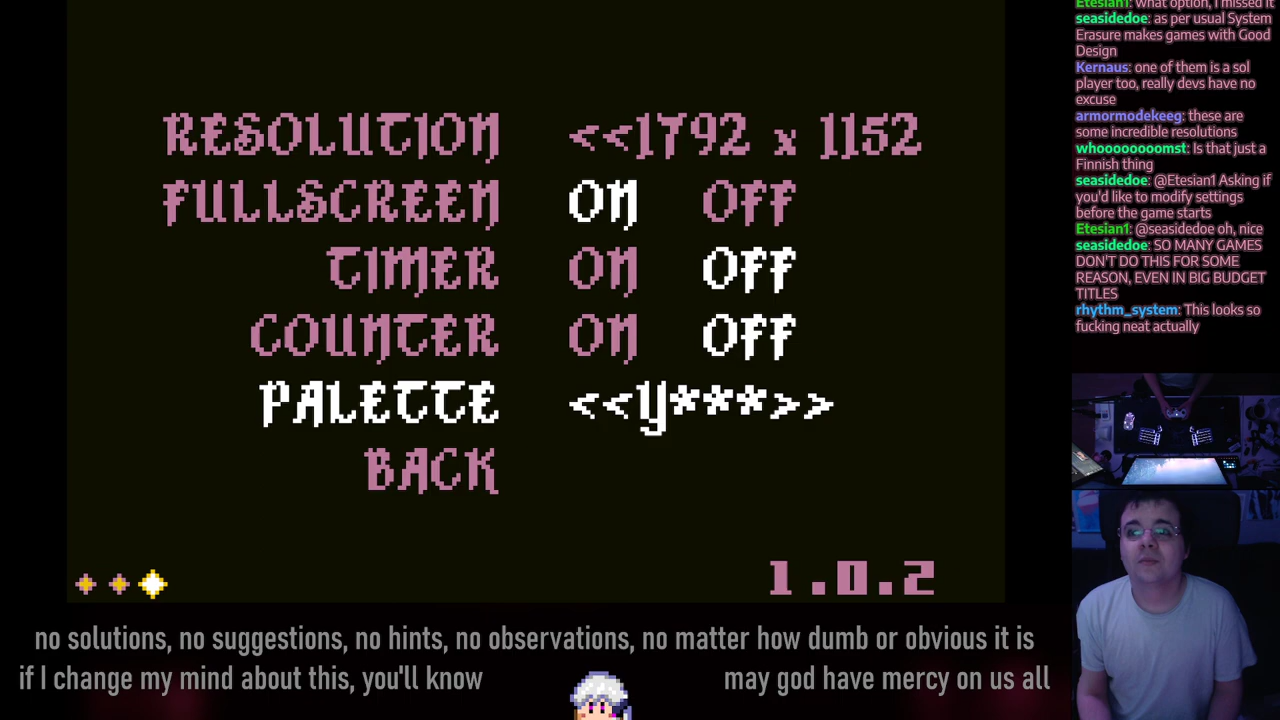 RESOLUTION <<1792 x 1152
FULLSCREEN ON OFF
TIMER ON OFF
COUNTER ON OFF
PALETTE <<Y***>>
BACK
1.0.2
no solutions, no suggestions, no hints, no observations, no matter how dumb or obvious it is
if I change my mind about this, you'll know
may god have mercy on us all
Etesian1: what option, I missed it
seasidedoe: as per usual System
Erasure makes games with Good
Design
Kernaus: one of them is a sol
player too, really devs have no
excuse
armormodekeeg: these are
some incredible resolutions
whoooooooomst: Is that just a
Finnish thing
seasidedoe: @Etesian1 Asking if
you'd like to modify settings
before the game starts
Etesian1: @seasidedoe oh, nice
seasidedoe: SO MANY GAMES
DON'T DO THIS FOR SOME
REASON, EVEN IN BIG BUDGET
TITLES
rhythm_system: This looks so
fucking neat actually